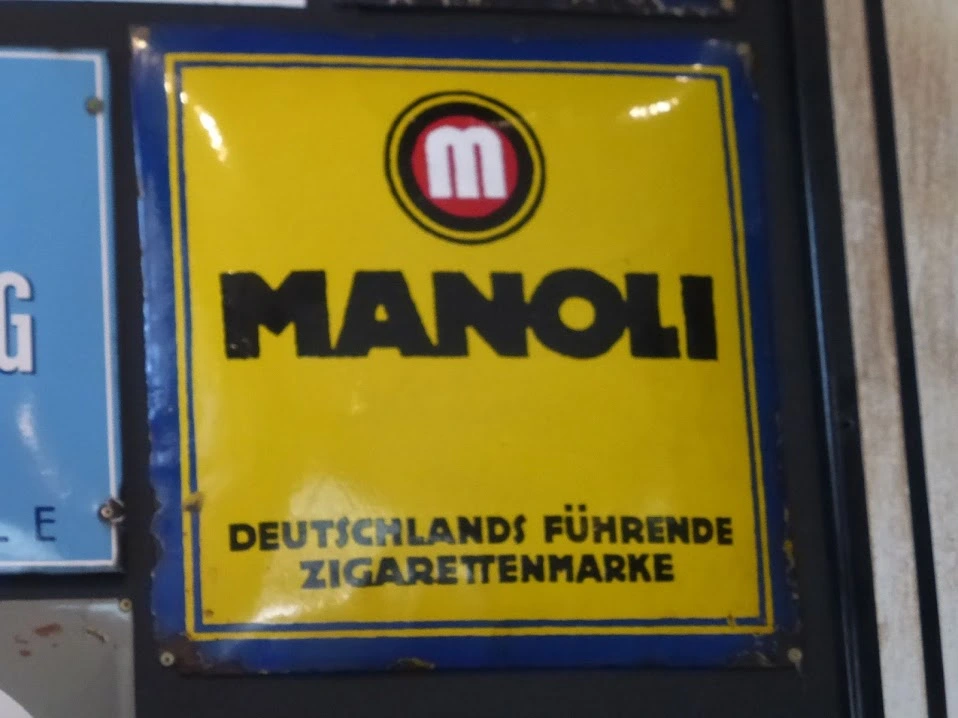 m
MANOLI
DEUTSCHLANDS FÜHRENDE
ZIGARETTENMARKE
G
L E